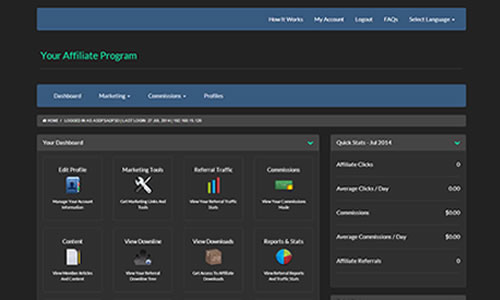 How It Works My Account Logout FAQs Select Language
Your Affiliate Program
Dashboard Marketing Commissions Profiles
HOME / LOGGED IN AS: LAST LOGIN: 27 JUL, 2014 |
Your Dashboard
Quick Stats - Jul 2014
Edit Profile
Manage Your Account
Information
Marketing Tools
Get Marketing Links And
Tools
Referral Traffic
View Your Referral Traffic
Stats
Commissions
View Your Commissions
Made
Content
View Member Articles
And Content
View Downline
View Your Referral
Downline Tree
View Downloads
Get Access To Affiliate
Downloads
Reports & Stats
View Referral Reports
And Traffic Stats
Affiliate Clicks 0
Average Clicks / Day 0.00
Commissions $0.00
Average Commissions / Day $0.00
Affiliate Referrals 0